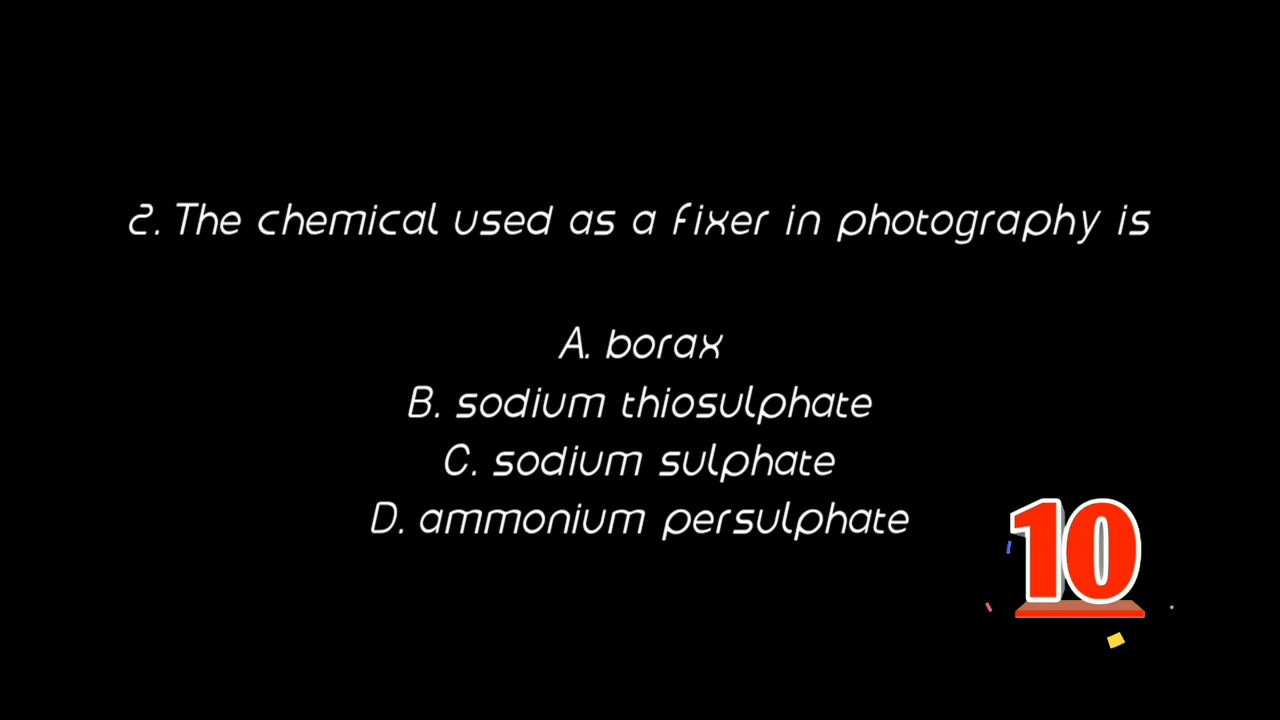 2. The chemical used as a fixer in photography is
A. borax
B. sodium thiosulphate
C. sodium sulphate
D. ammonium persulphate
10